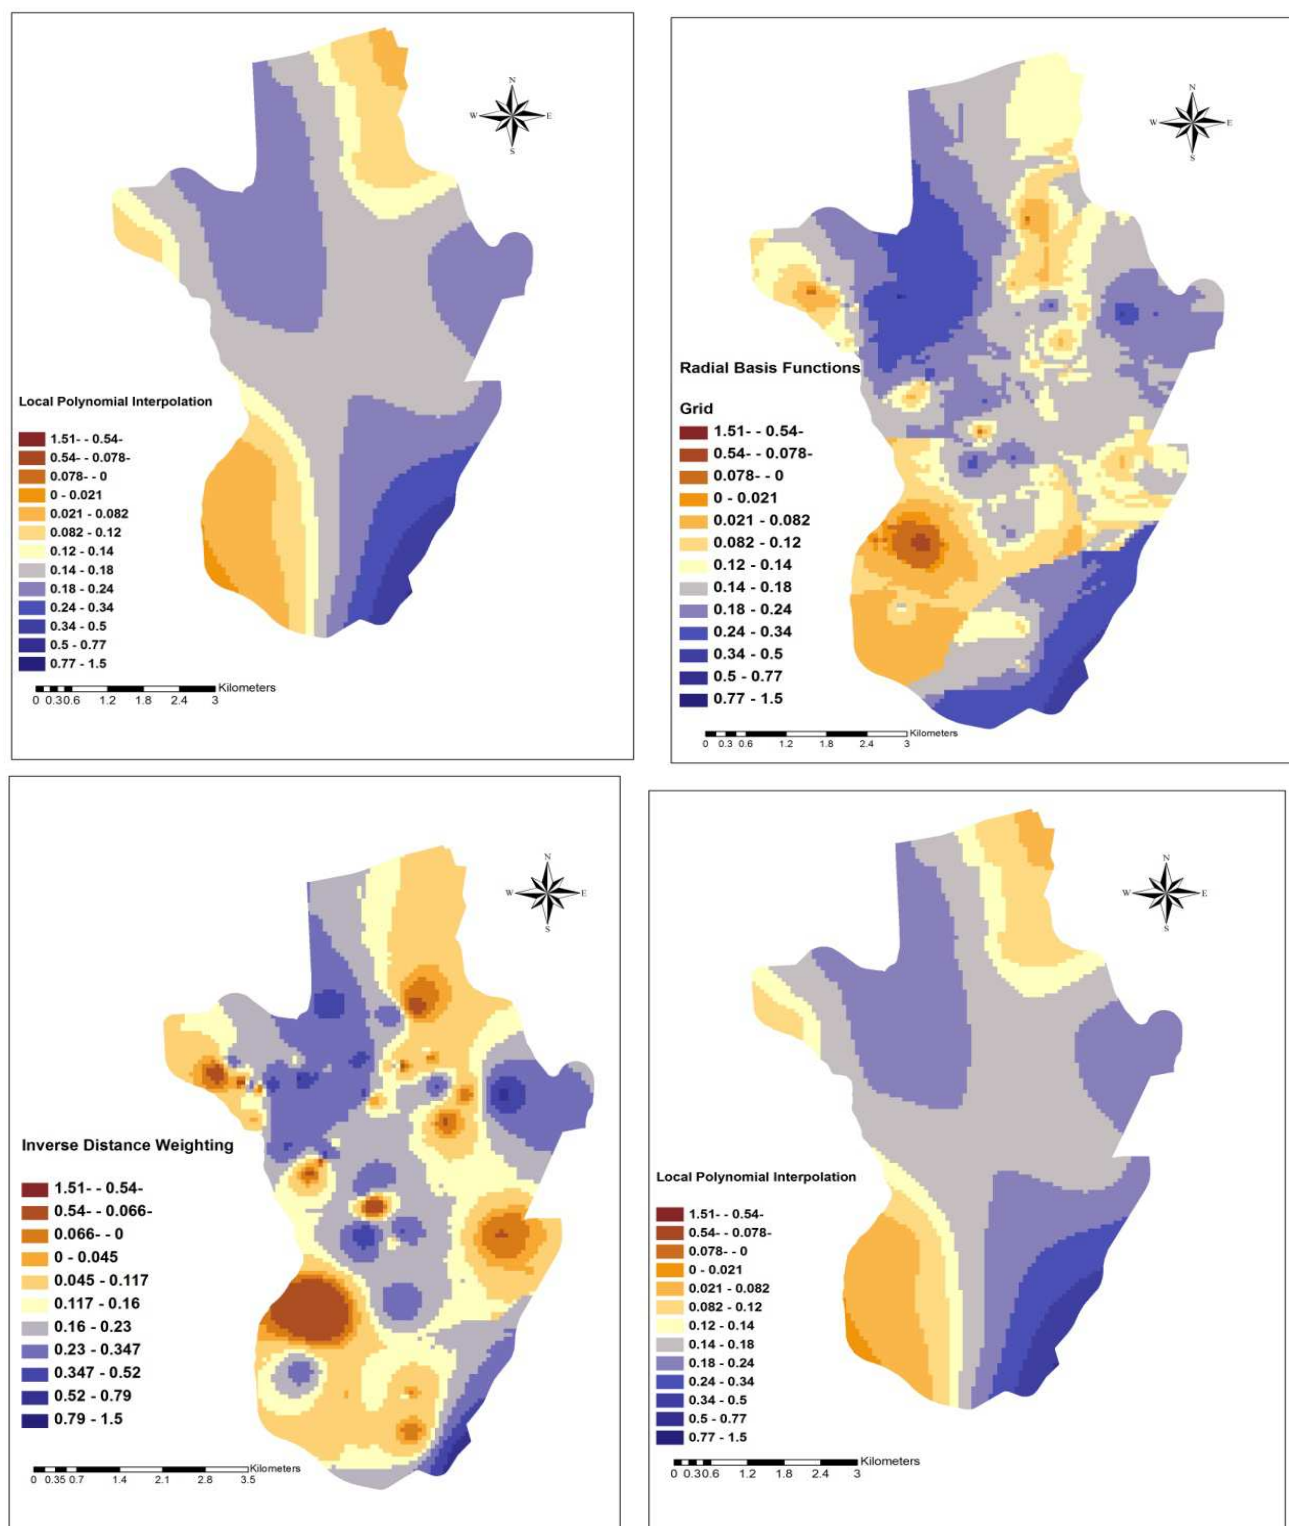 N
W E
S
Local Polynomial Interpolation
1.51- - 0.54-
0.54- - 0.078-
0.078- - 0
0 - 0.021
0.021 - 0.082
0.082 - 0.12
0.12 - 0.14
0.14 - 0.18
0.18 - 0.24
0.24 - 0.34
0.34 - 0.5
0.5 - 0.77
0.77 - 1.5
Kilometers
0 0.30.6 1.2 1.8 2.4 3
N
W E
S
Radial Basis Functions
Grid
1.51- - 0.54-
0.54- - 0.078-
0.078- - 0
0 - 0.021
0.021 - 0.082
0.082 - 0.12
0.12 - 0.14
0.14 - 0.18
0.18 - 0.24
0.24 - 0.34
0.34 - 0.5
0.5 - 0.77
0.77 - 1.5
Kilometers
0 0.3 0.6 1.2 1.8 2.4 3
N
W E
S
Inverse Distance Weighting
1.51- - 0.54-
0.54- - 0.066-
0.066- - 0
0 - 0.045
0.045 - 0.117
0.117 - 0.16
0.16 - 0.23
0.23 - 0.347
0.347 - 0.52
0.52 - 0.79
0.79 - 1.5
Kilometers
0 0.35 0.7 1.4 2.1 2.8 3.5
N
W E
S
Local Polynomial Interpolation
1.51- - 0.54-
0.54- - 0.078-
0.078- - 0
0 - 0.021
0.021 - 0.082
0.082 - 0.12
0.12 - 0.14
0.14 - 0.18
0.18 - 0.24
0.24 - 0.34
0.34 - 0.5
0.5 - 0.77
0.77 - 1.5
Kilometers
0 0.30.6 1.2 1.8 2.4 3